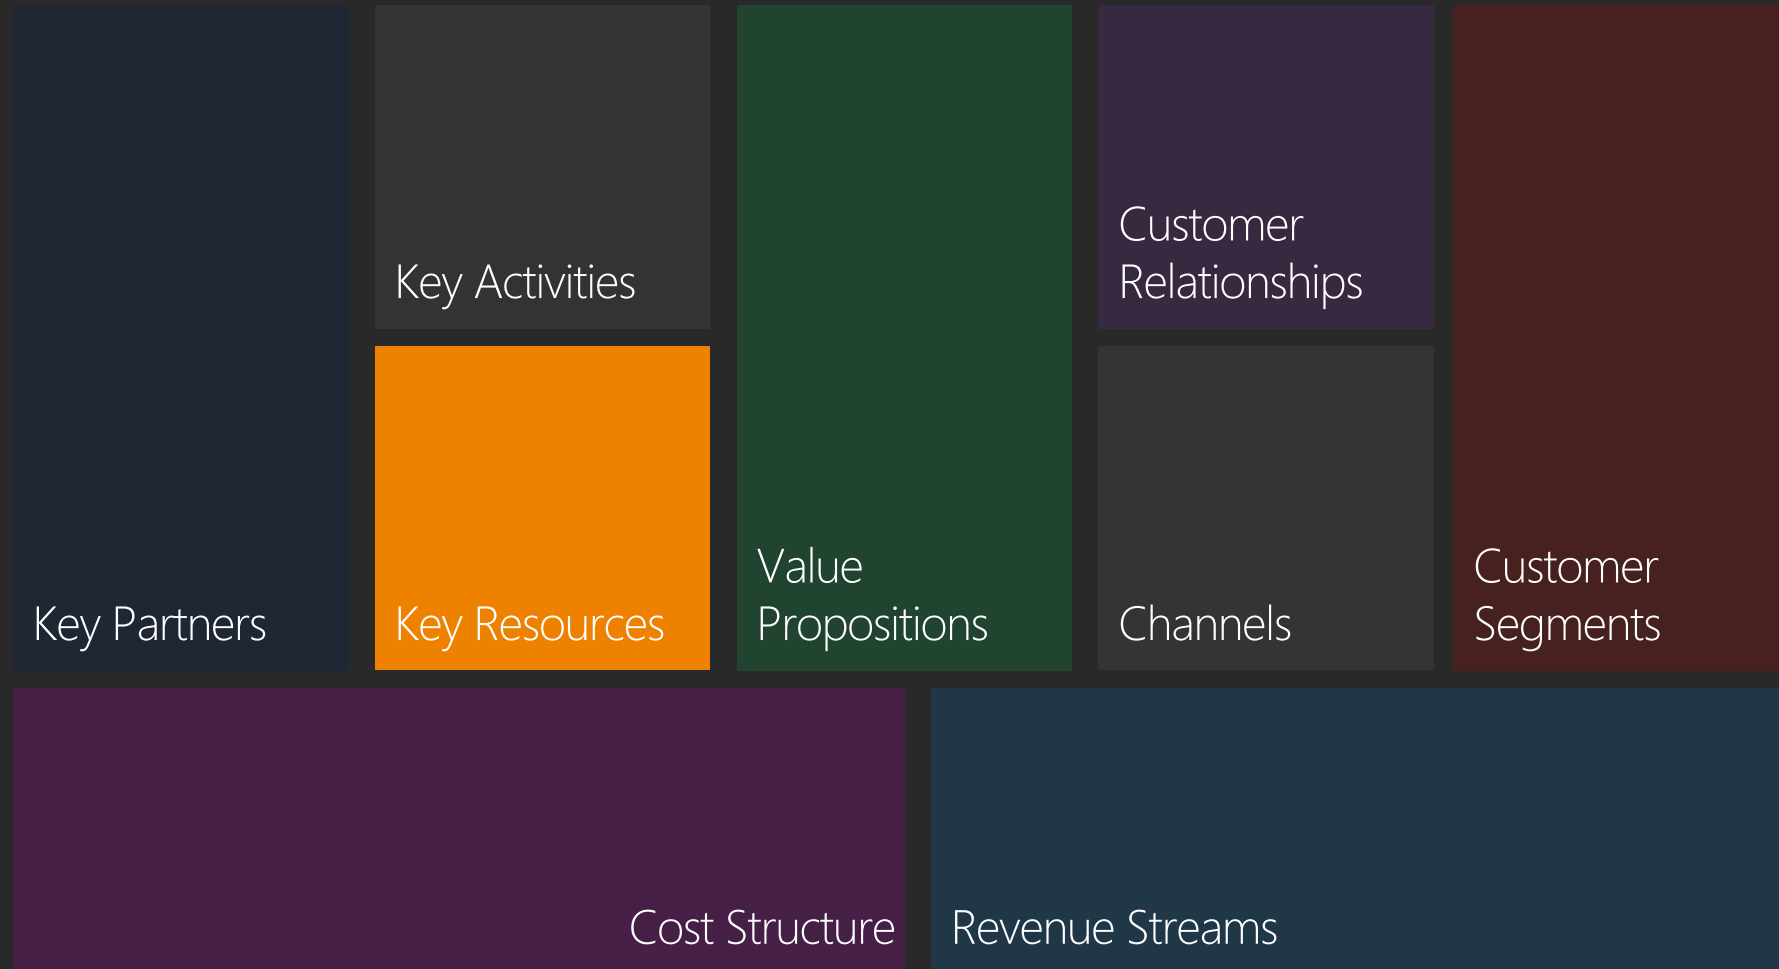 Key Partners
Key Activities
Key Resources
Value
Propositions
Customer
Relationships
Channels
Customer
Segments
Cost Structure
Revenue Streams